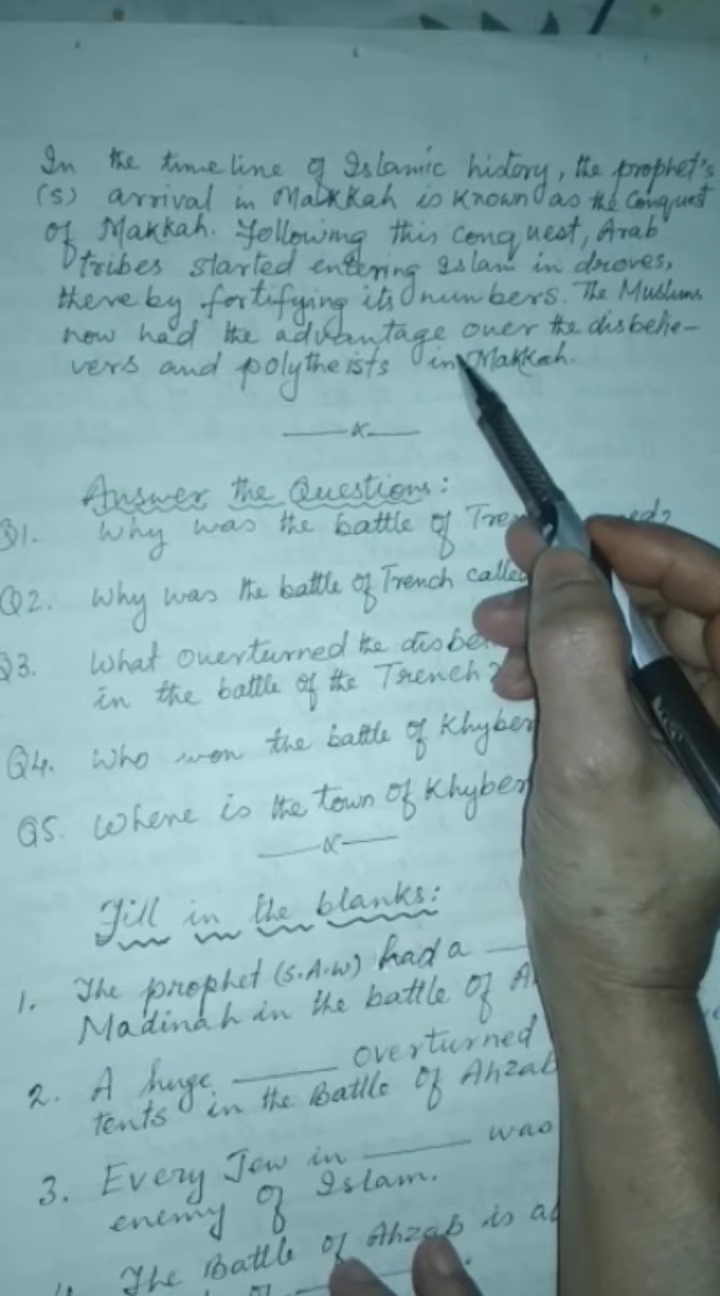 In the timeline of Islamic history, the prophet's
(s) arrival in Makkah is known as the Conquest
of Makkah. Following this conquest, Arab
tribes started entering Islam in droves,
thereby fortifying its numbers. The Muslims
now had the advantage over the disbelie-
vers and polytheists in Makkah.
Answer the Questions:
Q1. Why was the battle of
Q2. Why was the battle of Trench called
Q3. What overturned the
in the battle of the Trench?
Q4. Who won the battle of Khyber
Q5. Where is the town of Khyber
Fill in the blanks:
1. The prophet (S.A.W) had a
Madinah in the battle of
2. A huge ______ overturned
tents in the Battle of Ahzab
3. Every Jew in ______ was
enemy of Islam.
The Battle of Ahzab is